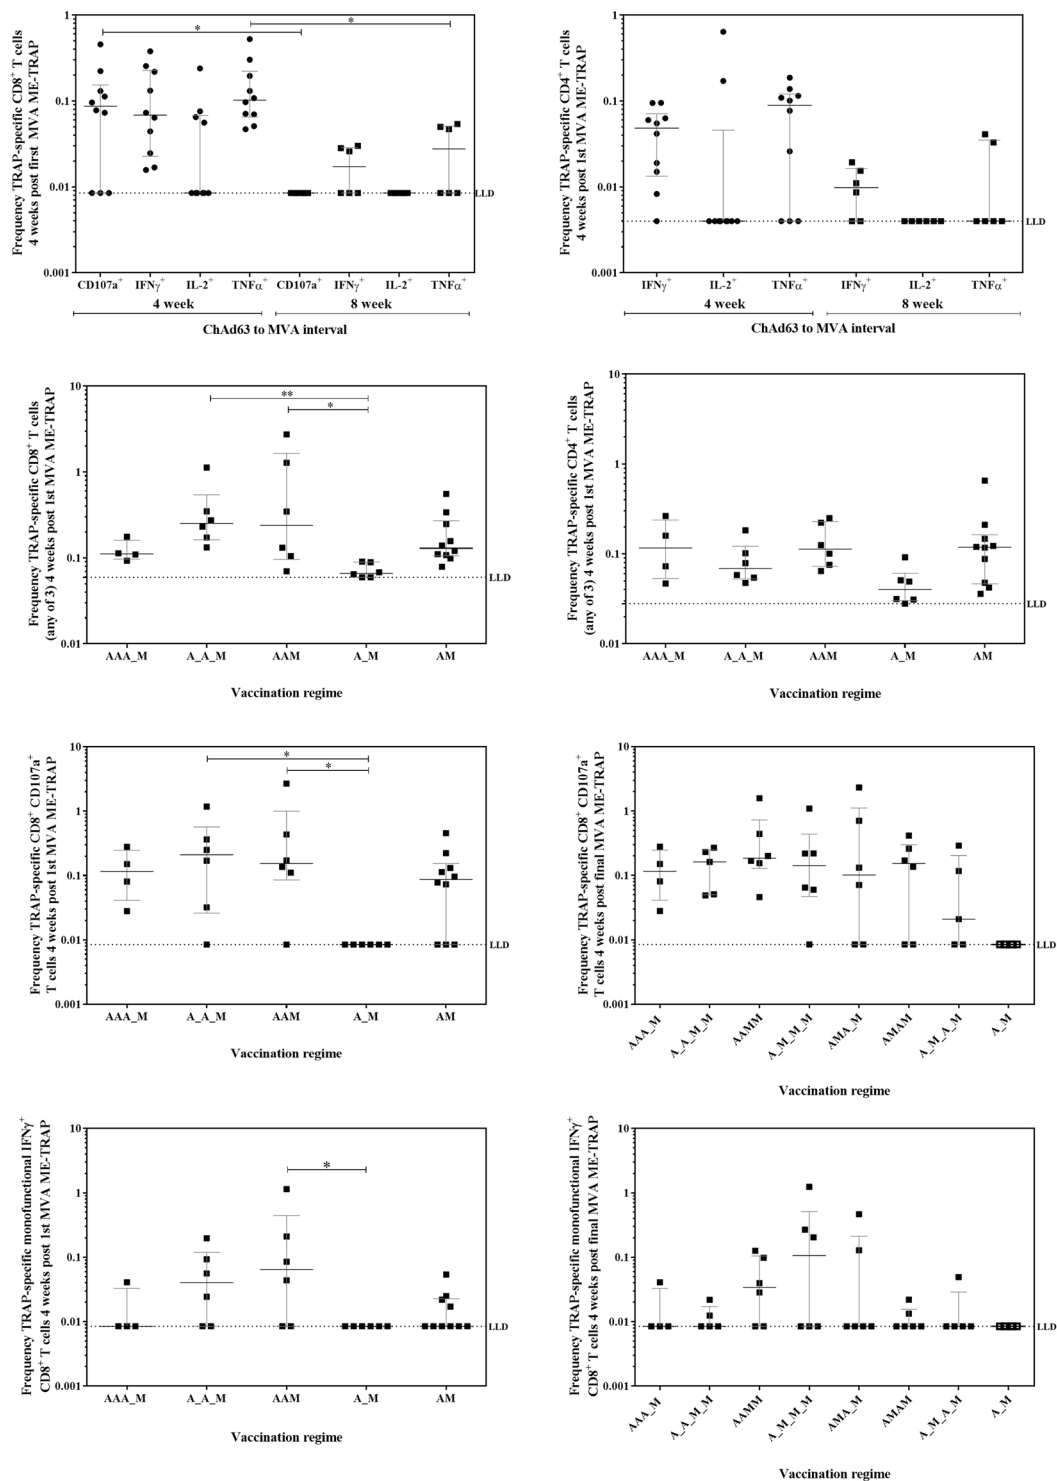 Frequency TRAP-specific CD8+ T cells
4 weeks post first MVA ME-TRAP
1
0.1
0.01
0.001
*
*
LLD
CD107a+ IFNγ+ IL-2+ TNFα+ CD107a+ IFNγ+ IL-2+ TNFα+
4 week 8 week
ChAd63 to MVA interval
Frequency TRAP-specific CD4+ T cells
4 weeks post 1st MVA ME-TRAP
1
0.1
0.01
0.001
LLD
IFNγ+ IL-2+ TNFα+ IFNγ+ IL-2+ TNFα+
4 week 8 week
ChAd63 to MVA interval
Frequency TRAP-specific CD8+ T cells
(any of 3) 4 weeks post 1st MVA ME-TRAP
10
1
0.1
0.01
**
*
LLD
AAA_M A_A_M AAM A_M AM
Vaccination regime
Frequency TRAP-specific CD4+ T cells
(any of 3) 4 weeks post 1st MVA ME-TRAP
10
1
0.1
0.01
LLD
AAA_M A_A_M AAM A_M AM
Vaccination regime
Frequency TRAP-specific CD8+ CD107a+
T cells 4 weeks post 1st MVA ME-TRAP
10
1
0.1
0.01
0.001
*
*
LLD
AAA_M A_A_M AAM A_M AM
Vaccination regime
Frequency TRAP-specific CD8+ CD107a+
T cells 4 weeks post final MVA ME-TRAP
10
1
0.1
0.01
0.001
LLD
AAA_M A_A_M_M AAMM A_M_M_M AMA_M AMAM A_M_A_M A_M
Vaccination regime
Frequency TRAP-specific monofunctional IFNγ+
CD8+ T cells 4 weeks post 1st MVA ME-TRAP
10
1
0.1
0.01
0.001
*
LLD
AAA_M A_A_M AAM A_M AM
Vaccination regime
Frequency TRAP-specific monofunctional IFNγ+
CD8+ T cells 4 weeks post final MVA ME-TRAP
10
1
0.1
0.01
0.001
LLD
AAA_M A_A_M_M AAMM A_M_M_M AMA_M AMAM A_M_A_M A_M
Vaccination regime